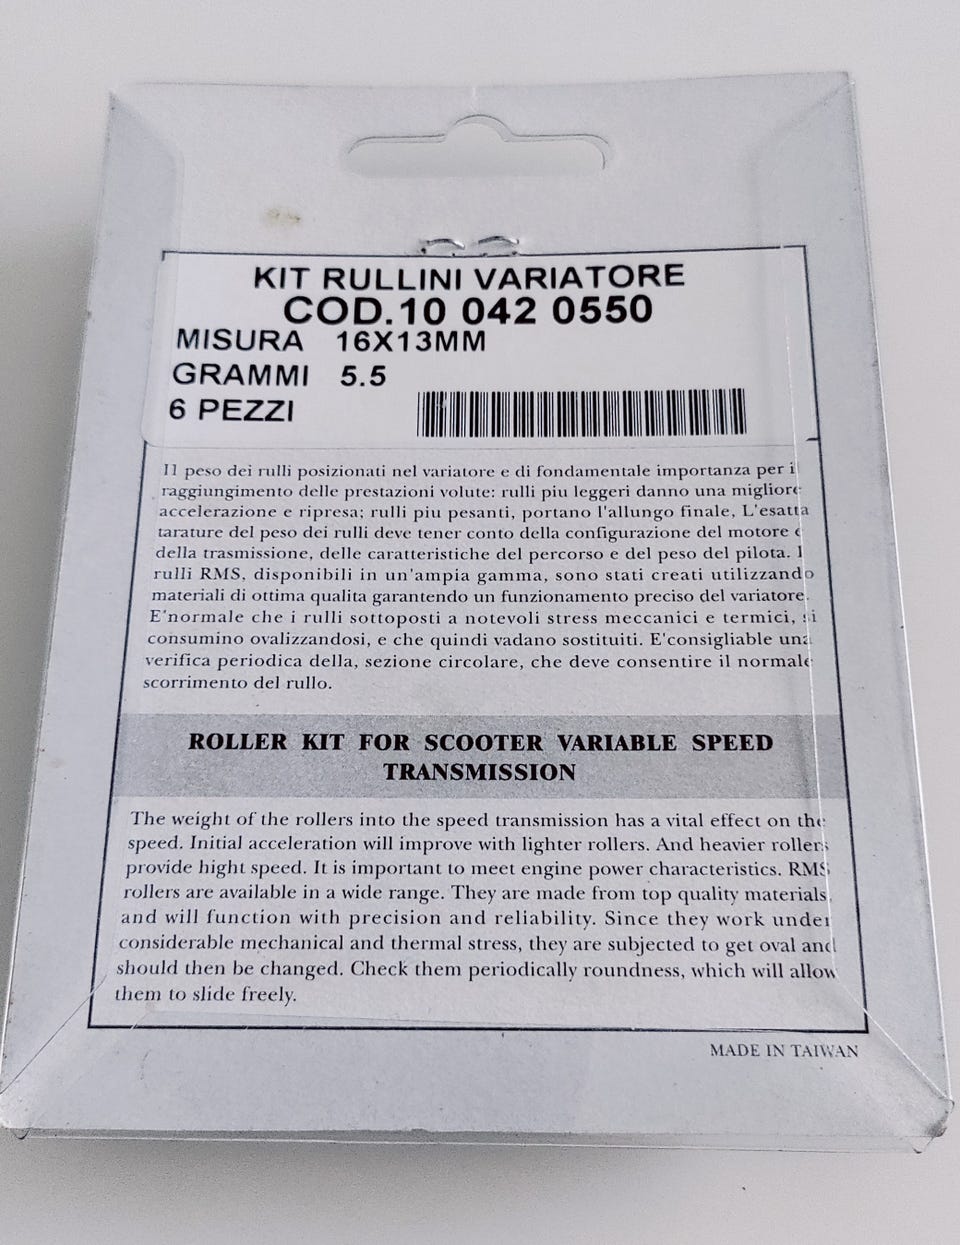 KIT RULLINI VARIATORE
COD.10 042 0550
MISURA 16X13MM
GRAMMI 5.5
6 PEZZI
Il peso dei rulli posizionati nel variatore e di fondamentale importanza per il
raggiungimento delle prestazioni volute: rulli piu leggeri danno una migliore
accelerazione e ripresa; rulli piu pesanti, portano l'allungo finale, L'esatta
tarature del peso dei rulli deve tener conto della configurazione del motore e
della trasmissione, delle caratteristiche del percorso e del peso del pilota. I
rulli RMS, disponibili in un'ampia gamma, sono stati creati utilizzando
materiali di ottima qualita garantendo un funzionamento preciso del variatore.
E'normale che i rulli sottoposti a notevoli stress meccanici e termici, si
consumino ovalizzandosi, e che quindi vadano sostituiti. E'consigliable una
verifica periodica della, sezione circolare, che deve consentire il normale
scorrimento del rullo.
ROLLER KIT FOR SCOOTER VARIABLE SPEED
TRANSMISSION
The weight of the rollers into the speed transmission has a vital effect on the
speed. Initial acceleration will improve with lighter rollers. And heavier rollers
provide hight speed. It is important to meet engine power characteristics. RMS
rollers are available in a wide range. They are made from top quality materials,
and will function with precision and reliability. Since they work under
considerable mechanical and thermal stress, they are subjected to get oval and
should then be changed. Check them periodically roundness, which will allow
them to slide freely.
MADE IN TAIWAN